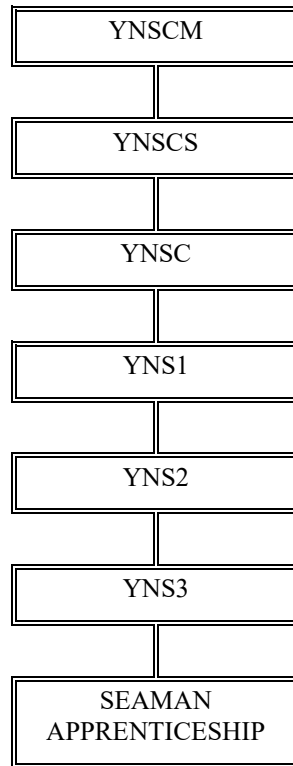 YNSCM
YNSCS
YNSC
YNS1
YNS2
YNS3
SEAMAN
APPRENTICESHIP